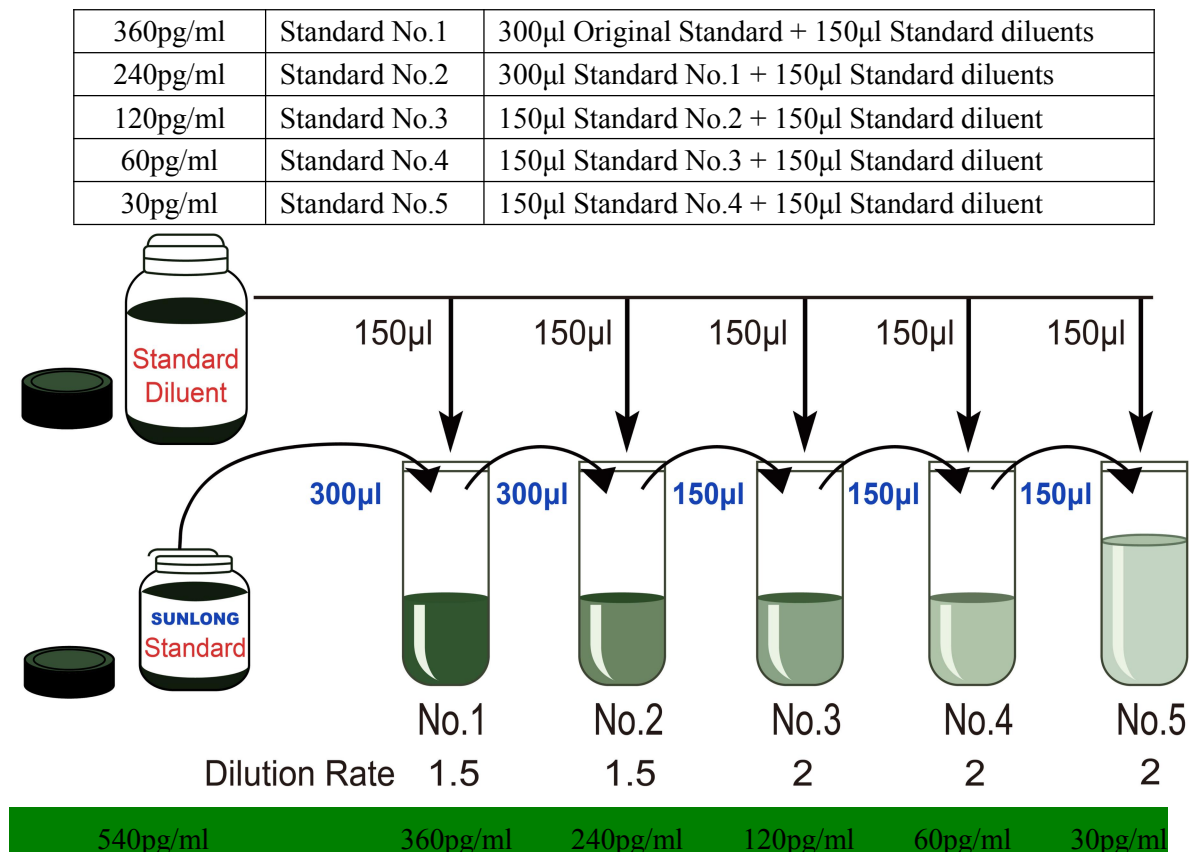 360pg/ml Standard No.1 300μl Original Standard + 150μl Standard diluents
240pg/ml Standard No.2 300μl Standard No.1 + 150μl Standard diluents
120pg/ml Standard No.3 150μl Standard No.2 + 150μl Standard diluent
60pg/ml Standard No.4 150μl Standard No.3 + 150μl Standard diluent
30pg/ml Standard No.5 150μl Standard No.4 + 150μl Standard diluent
150μl 150μl 150μl 150μl 150μl
Standard
Diluent
300μl 300μl 150μl 150μl 150μl
SUNLONG
Standard
No.1 No.2 No.3 No.4 No.5
Dilution Rate 1.5 1.5 2 2 2
540pg/ml 360pg/ml 240pg/ml 120pg/ml 60pg/ml 30pg/ml